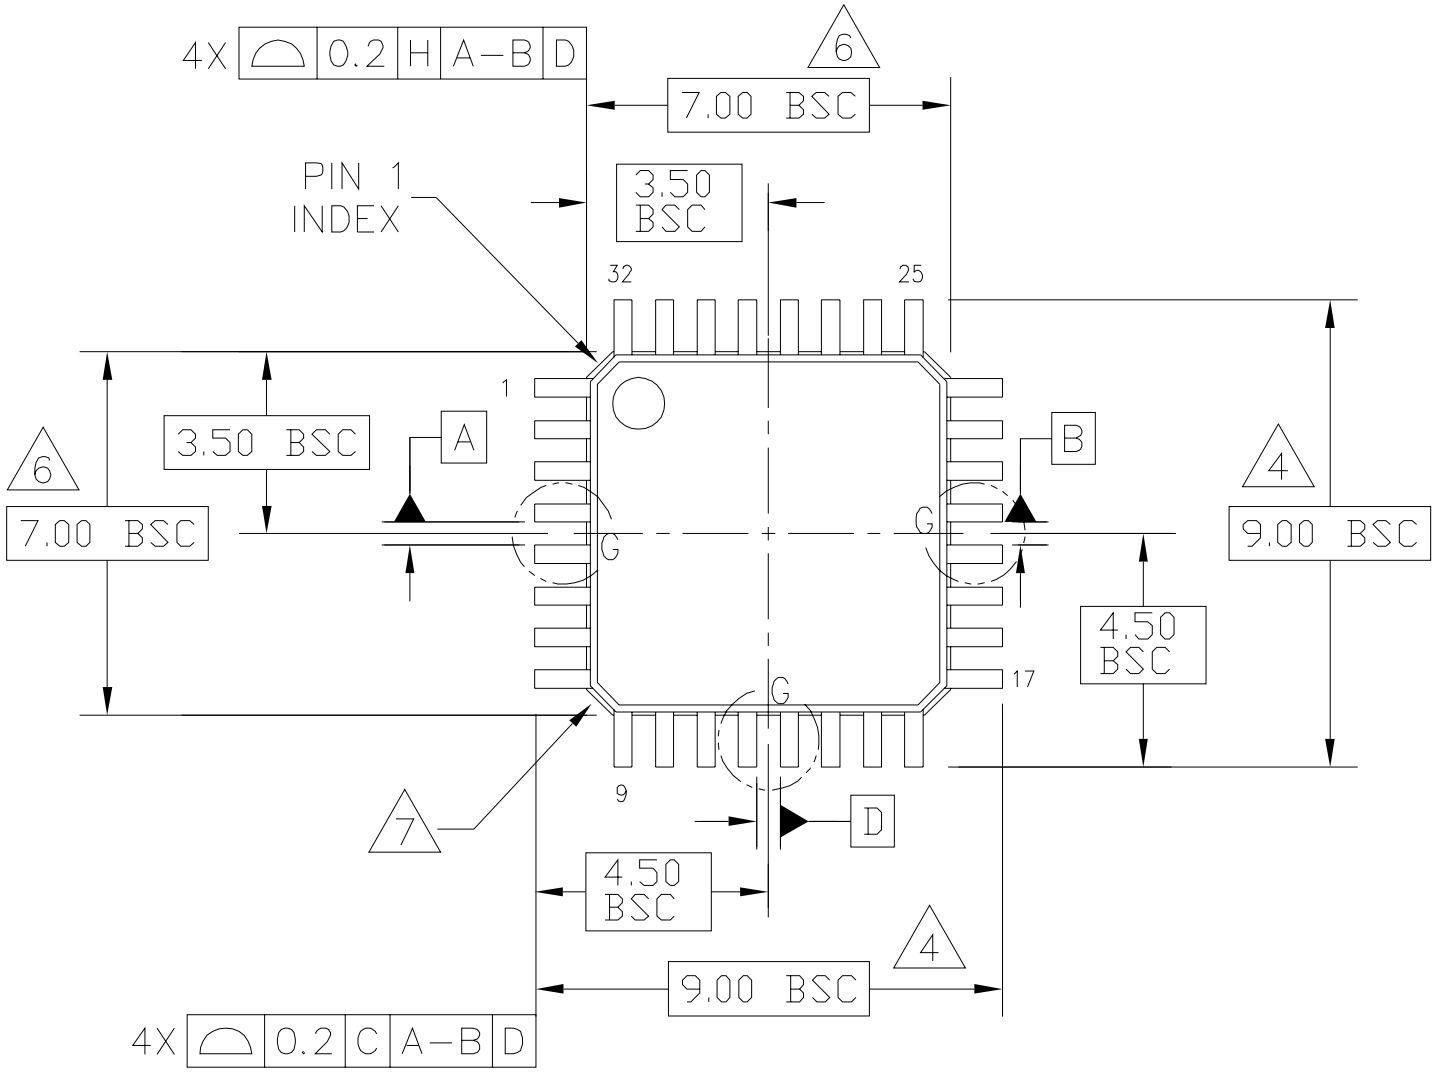 4X 0.2 H A-B D
6
7.00 BSC
PIN 1
INDEX
3.50
BSC
32
25
1
3.50 BSC
A
B
6
4
7.00 BSC
9.00 BSC
G
G
4.50
BSC
17
G
9
7
D
4.50
BSC
4
9.00 BSC
4X 0.2 C A-B D